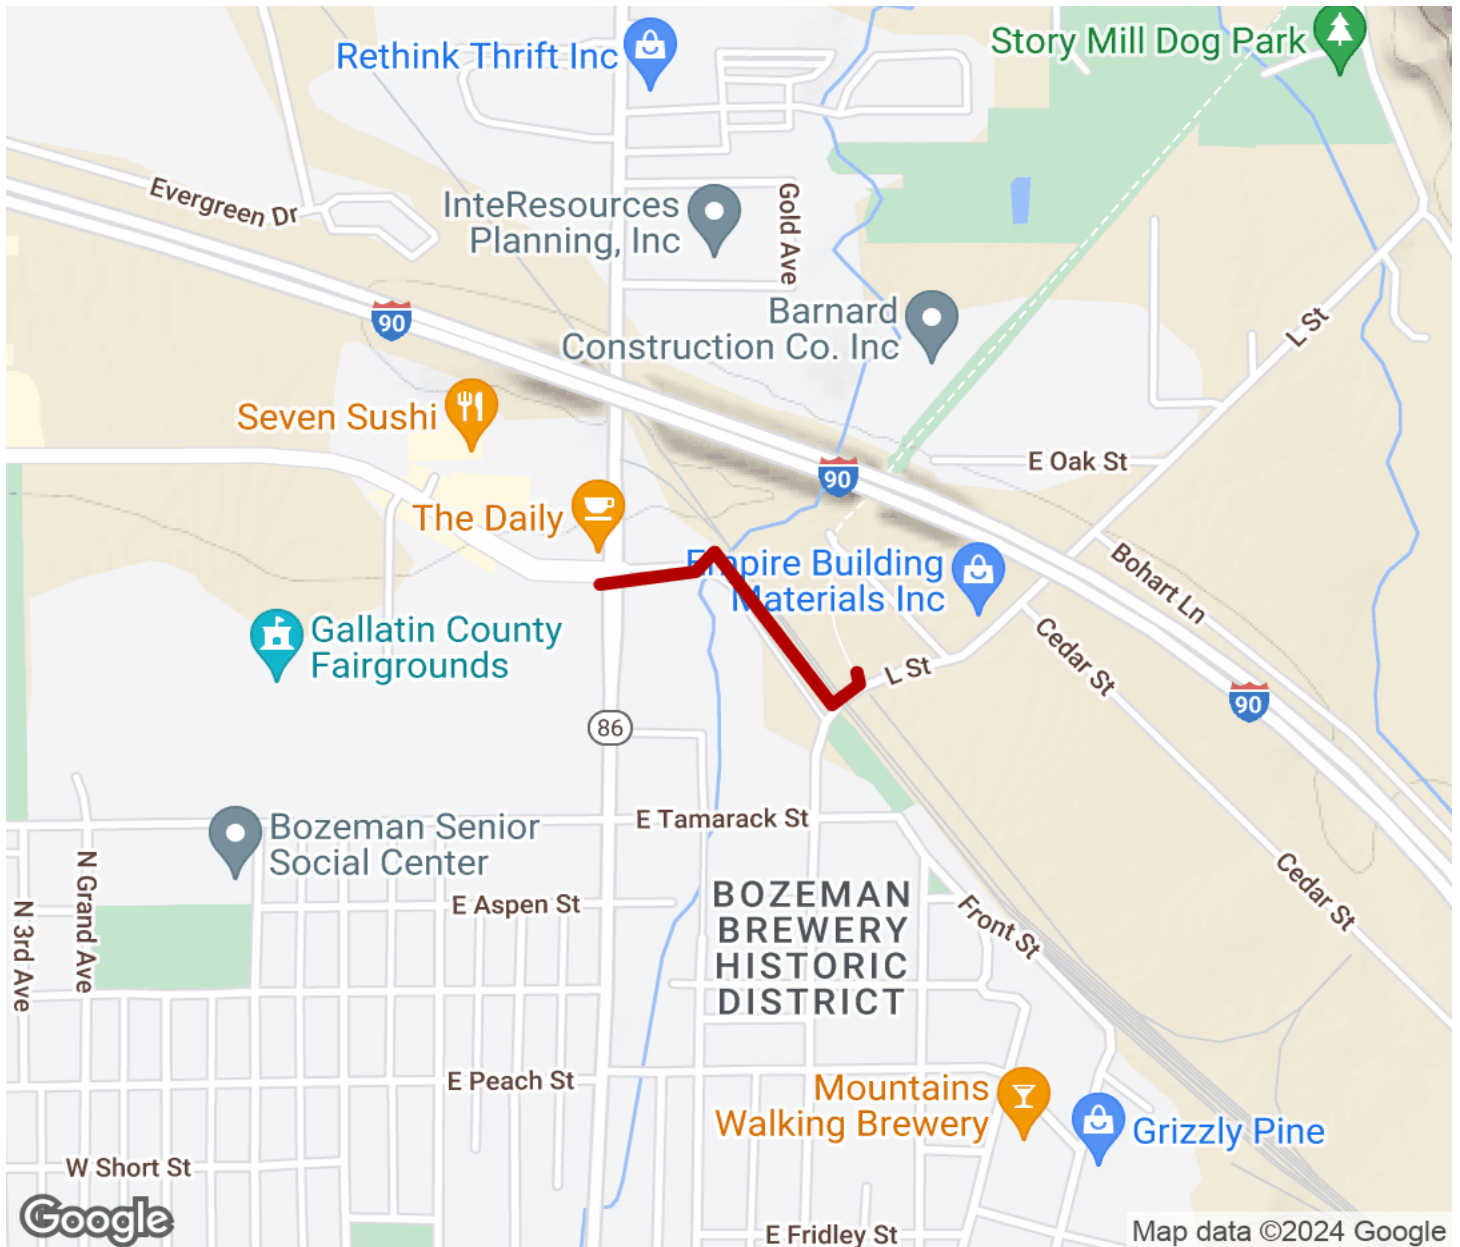 Rethink Thrift Inc
Story Mill Dog Park
Evergreen Dr
InteResources
Planning, Inc
Gold Ave
90
Barnard
Construction Co. Inc
L St
Seven Sushi
E Oak St
90
The Daily
Empire Building
Materials Inc
Bohart Ln
Gallatin County
Fairgrounds
Cedar St
L St
90
86
E Tamarack St
Bozeman Senior
Social Center
N Grand Ave
N 3rd Ave
E Aspen St
BOZEMAN
BREWERY
HISTORIC
DISTRICT
Front St
Cedar St
E Peach St
Mountains
Walking Brewery
Grizzly Pine
W Short St
Google
E Fridley St
Map data ©2024 Google